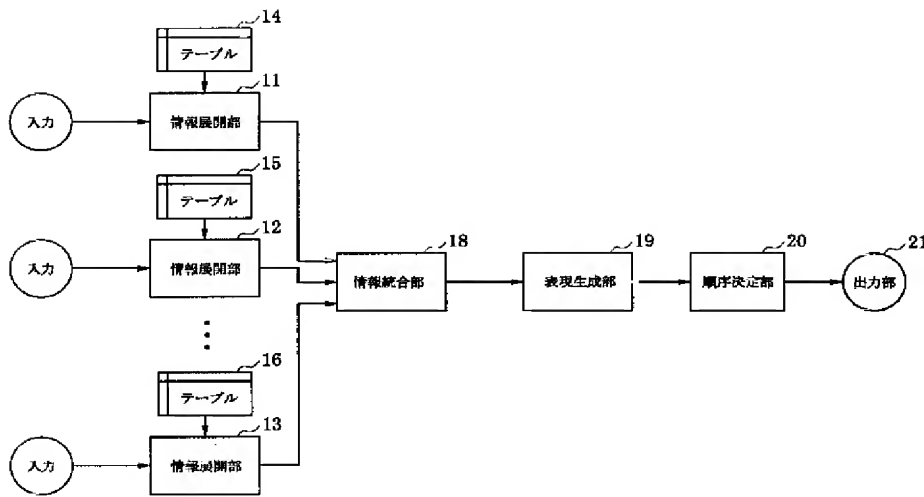 14
テーブル
11
入力
情報展開部
15
テーブル
12
入力
情報展開部
18
情報統合部
19
表現生成部
20
順序決定部
21
出力部
16
テーブル
13
入力
情報展開部